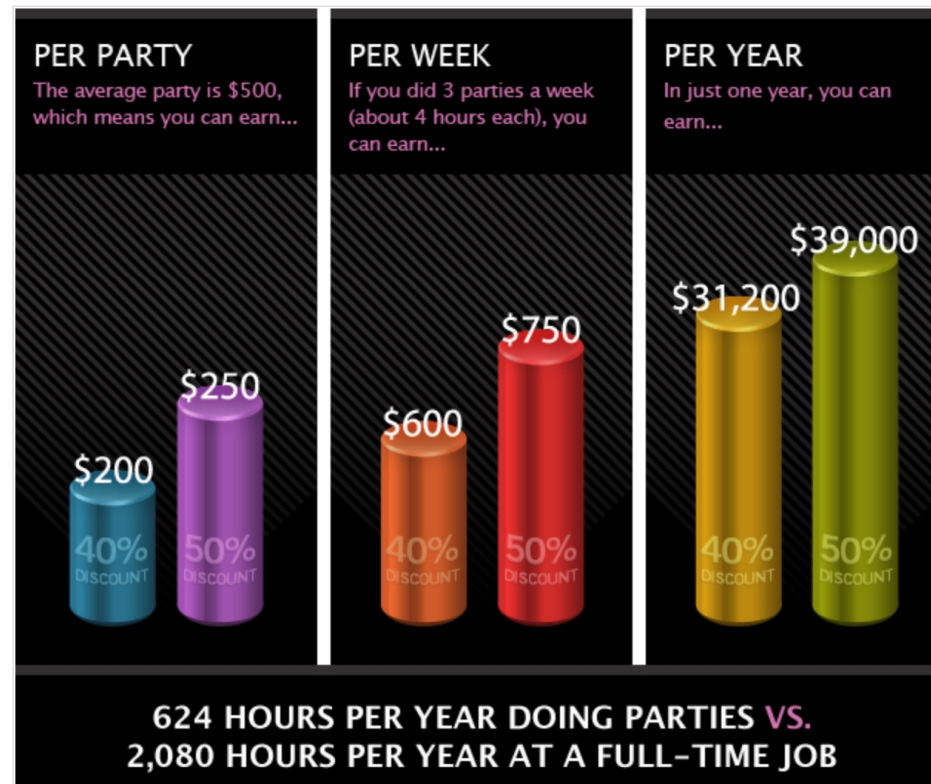 PER PARTY
The average party is $500,
which means you can earn...
$200
$250
40%
DISCOUNT
50%
DISCOUNT
PER WEEK
If you did 3 parties a week
(about 4 hours each), you
can earn...
$600
$750
40%
DISCOUNT
50%
DISCOUNT
PER YEAR
In just one year, you can
earn...
$31,200
$39,000
40%
DISCOUNT
50%
DISCOUNT
624 HOURS PER YEAR DOING PARTIES VS.
2,080 HOURS PER YEAR AT A FULL-TIME JOB